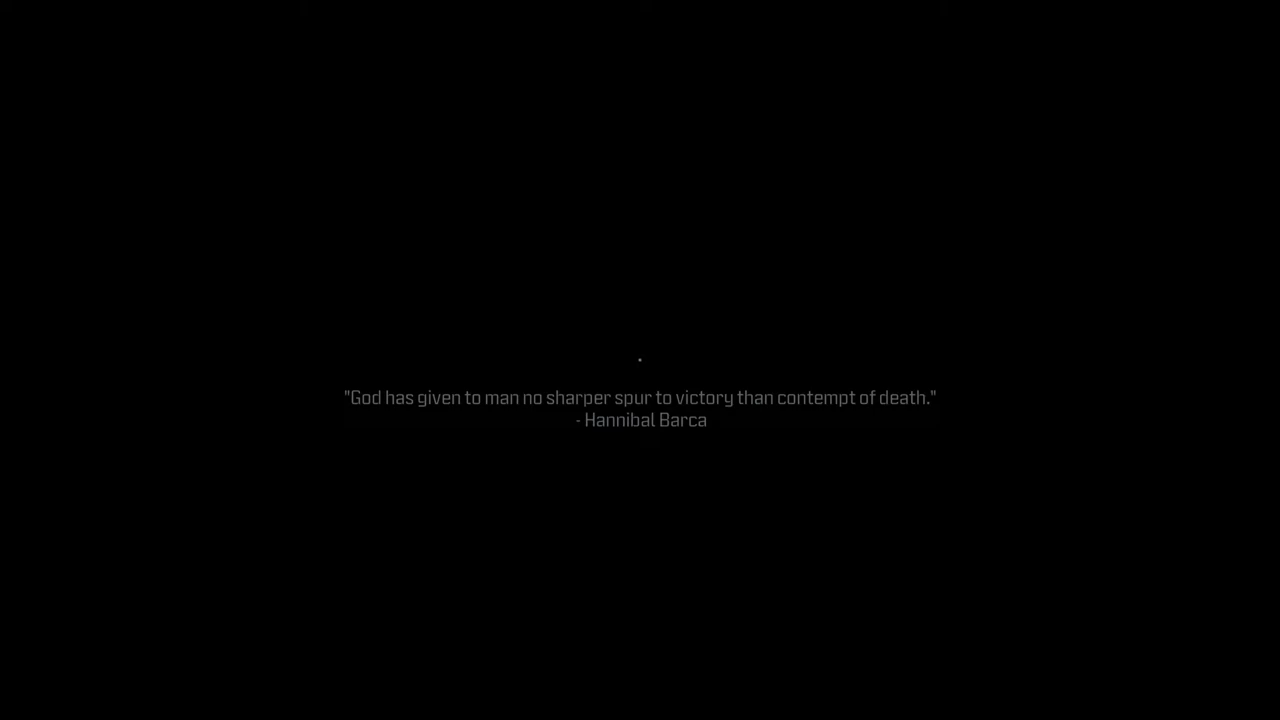 "God has given to man no sharper spur to victory than contempt of death."
- Hannibal Barca